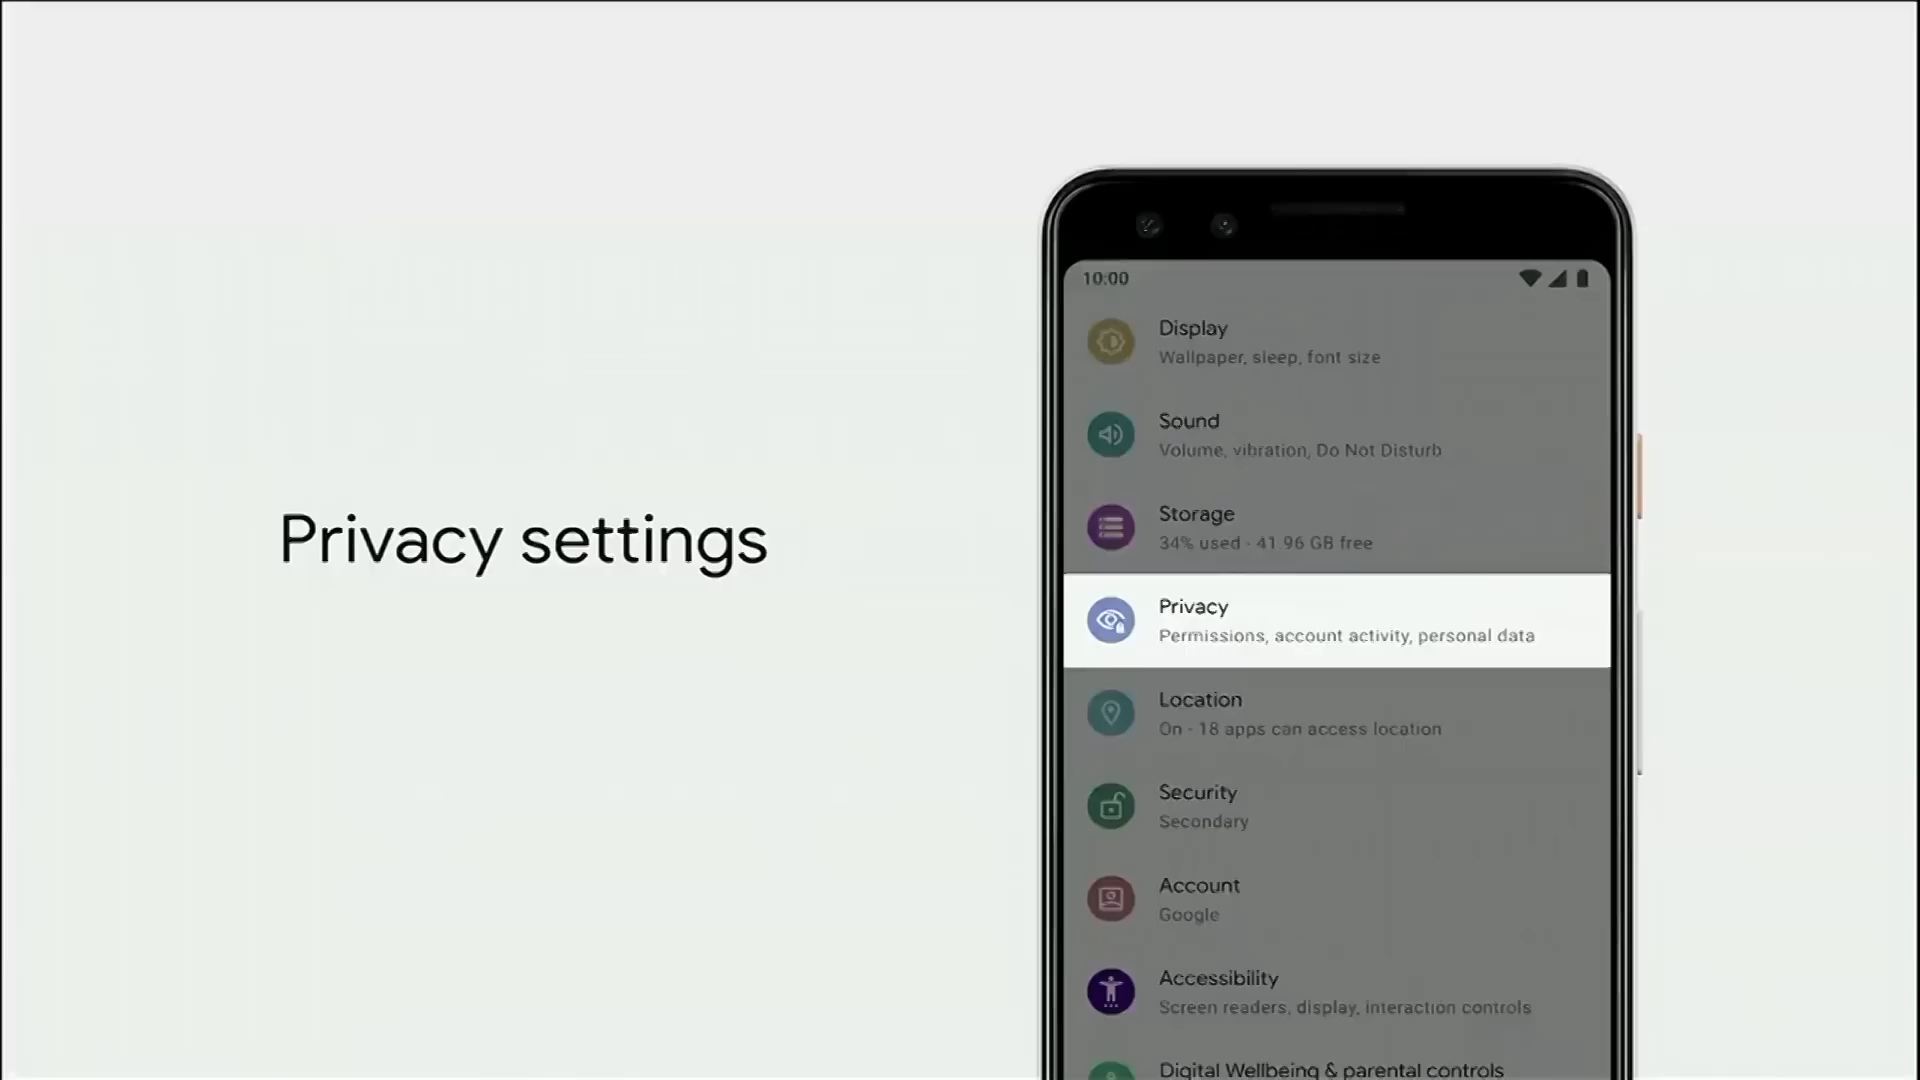 Privacy settings
10:00
Display
Wallpaper, sleep, font size
Sound
Volume, vibration, Do Not Disturb
Storage
34% used - 41.96 GB free
Privacy
Permissions, account activity, personal data
Location
On - 18 apps can access location
Security
Secondary
Account
Google
Accessibility
Screen readers, display, interaction controls
Digital Wellbeing & parental controls